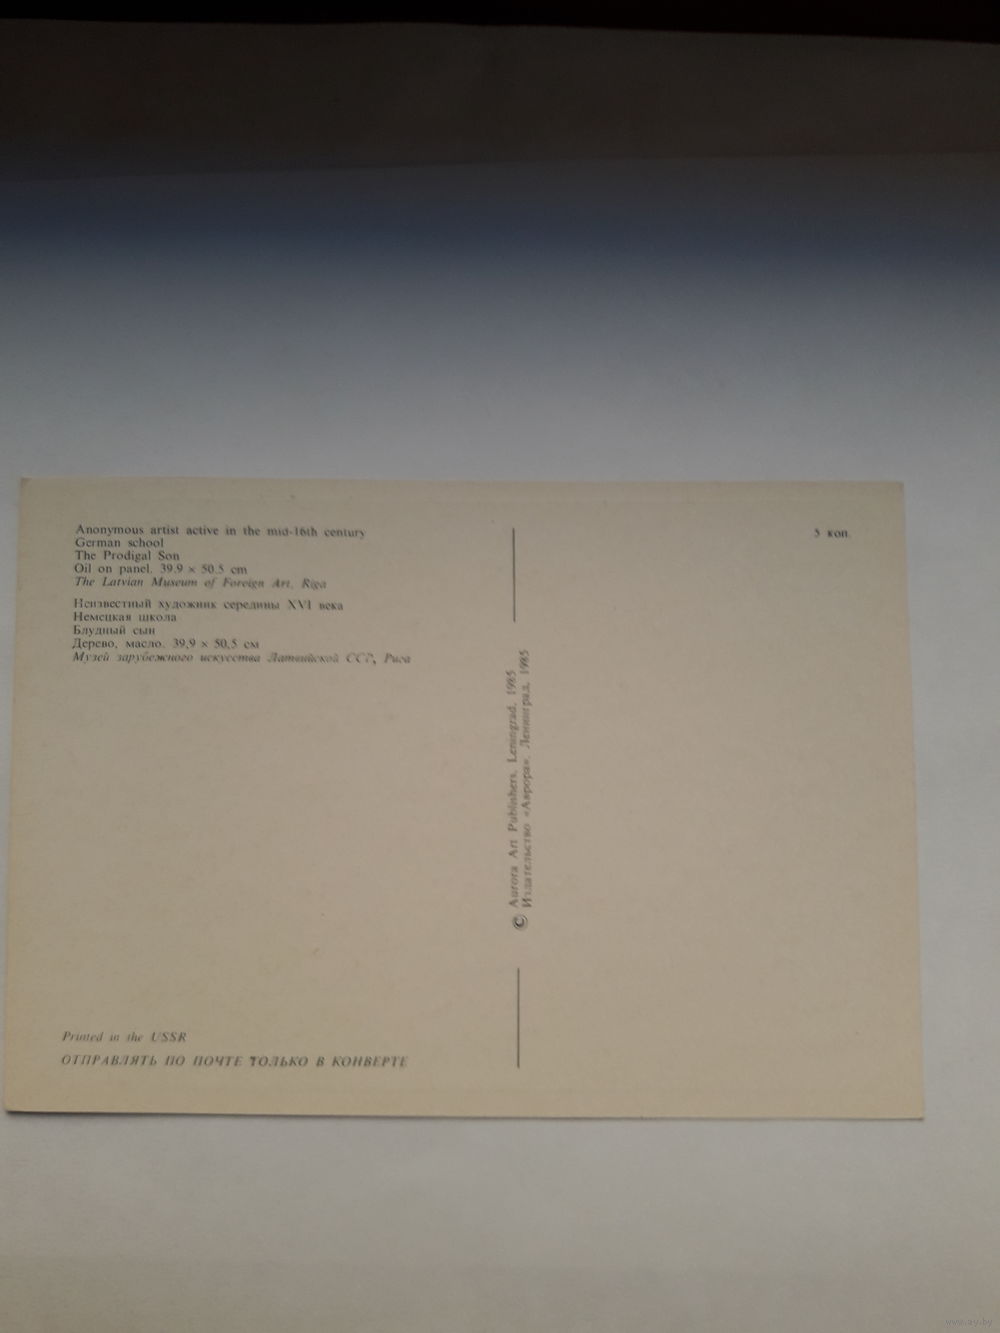 Anonymous artist active in the mid-16th century
German school
The Prodigal Son
Oil on panel. 39.9 × 50.5 cm
The Latvian Museum of Foreign Art, Riga
Неизвестный художник середины XVI века
Немецкая школа
Блудный сын
Дерево, масло. 39,9 × 50,5 см
Музей зарубежного искусства Латвийской ССР, Рига
5 коп.
© Aurora Art Publishers, Leningrad, 1985
Издательство «Аврора». Ленинград, 1985
Printed in the USSR
ОТПРАВЛЯТЬ ПО ПОЧТЕ ТОЛЬКО В КОНВЕРТЕ
www.ay.by